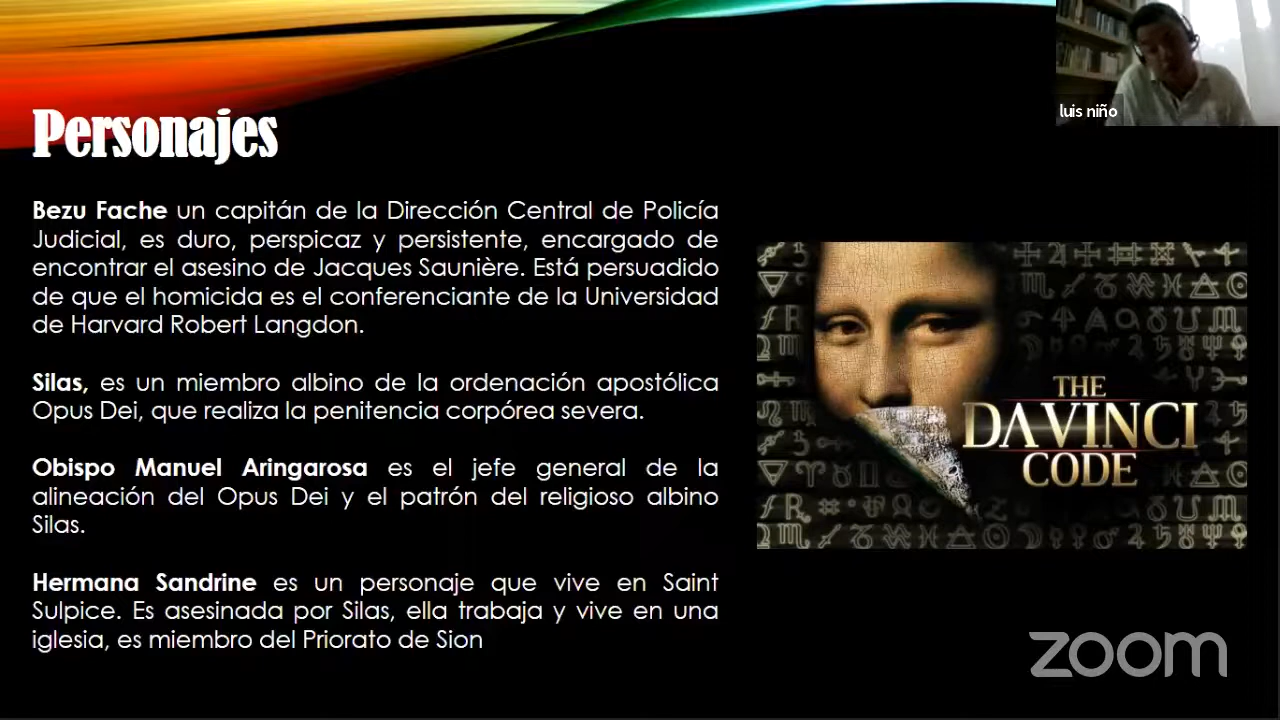 luis niño
Personajes
Bezu Fache un capitán de la Dirección Central de Policía
Judicial, es duro, perspicaz y persistente, encargado de
encontrar el asesino de Jacques Saunière. Está persuadido
de que el homicida es el conferenciante de la Universidad
de Harvard Robert Langdon.
Silas, es un miembro albino de la ordenación apostólica
Opus Dei, que realiza la penitencia corpórea severa.
Obispo Manuel Aringarosa es el jefe general de la
alineación del Opus Dei y el patrón del religioso albino
Silas.
Hermana Sandrine es un personaje que vive en Saint
Sulpice. Es asesinada por Silas, ella trabaja y vive en una
iglesia, es miembro del Priorato de Sion
THE
DAVINCI
CODE
zoom